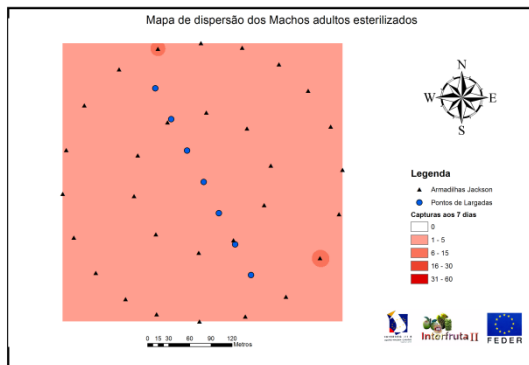 Mapa de dispersão dos Machos adultos esterilizados
N
W E
S
Legenda
Armadilhas Jackson
Pontos de Largadas
Capturas aos 7 dias
0
1 - 5
6 - 15
16 - 30
31 - 60
0 15 30 60 90 120
Metros
Interfruta II
FEDER